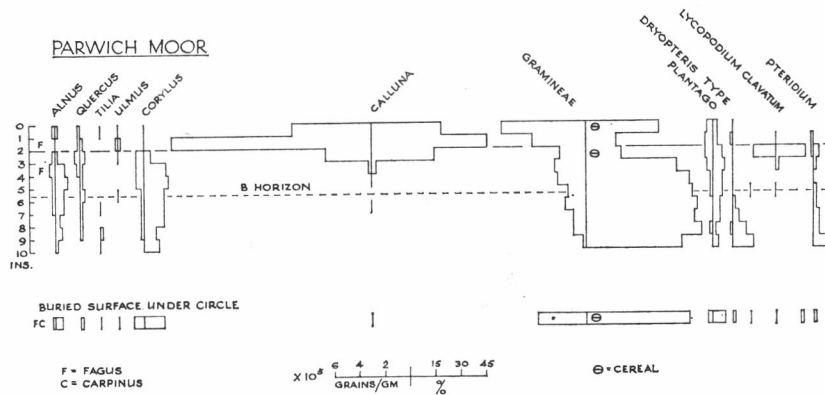 PARWICH MOOR
ALNUS
QUERCUS
TILIA
ULMUS
CORYLUS
CALLUNA
GRAMINEAE
DRYOPTERIS TYPE
PLANTAGO
LYCOPODIUM CLAVATUM
PTERIDIUM
0
1
F
2
3
F
4
5
B HORIZON
6
7
8
9
10
INS.
BURIED SURFACE UNDER CIRCLE
FC
F = FAGUS
C = CARPINUS
X 10⁵ 6 4 2 15 30 45
GRAINS/GM %
⊖ = CEREAL